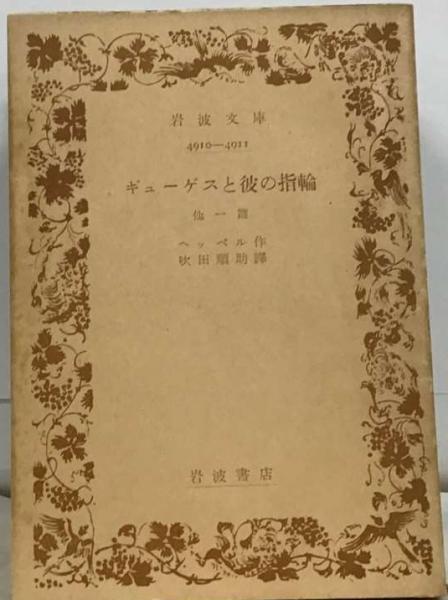 岩波文庫
4910—4911
ギューゲスと彼の指輪
他一篇
ヘッベル作
吹田順助譯
岩波書店